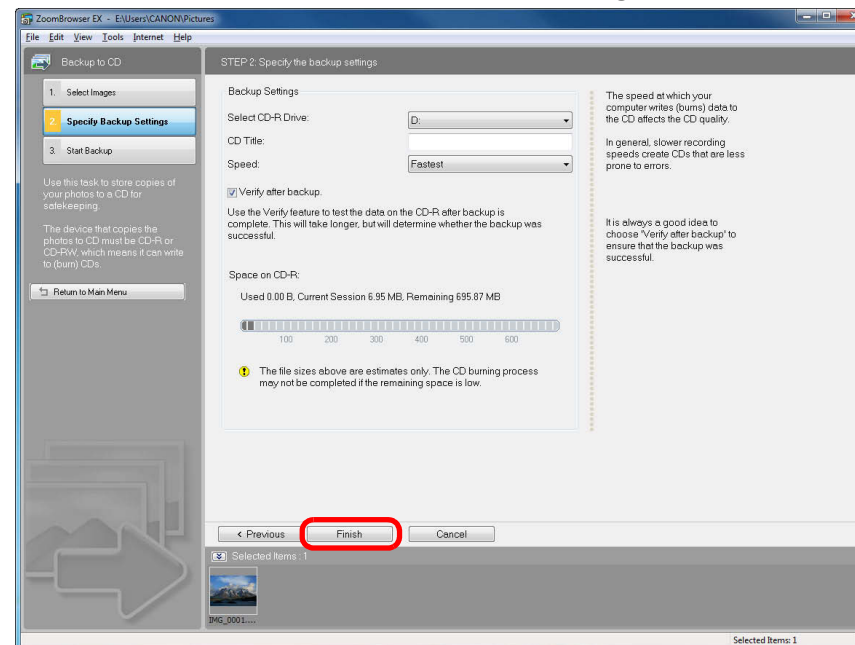 ZoomBrowser EX - E:\Users\CANON\Pictures
File Edit View Tools Internet Help
Backup to CD
1. Select Images
2. Specify Backup Settings
3. Start Backup
Use this task to store copies of
your photos to a CD for
safekeeping.
The device that copies the
photos to CD must be CD-R or
CD-RW, which means it can write
to (burn) CDs.
Return to Main Menu
STEP 2: Specify the backup settings
Backup Settings
Select CD-R Drive: D:
CD Title:
Speed: Fastest
Verify after backup.
Use the Verify feature to test the data on the CD-R after backup is
complete. This will take longer, but will determine whether the backup was
successful.
Space on CD-R:
Used 0.00 B, Current Session 6.95 MB, Remaining 695.87 MB
100 200 300 400 500 600
The file sizes above are estimates only. The CD burning process
may not be completed if the remaining space is low.
The speed at which your
computer writes (burns) data to
the CD affects the CD quality.
In general, slower recording
speeds create CDs that are less
prone to errors.
It is always a good idea to
choose "Verify after backup" to
ensure that the backup was
successful.
< Previous Finish Cancel
Selected Items : 1
IMG_0001....
Selected Items: 1